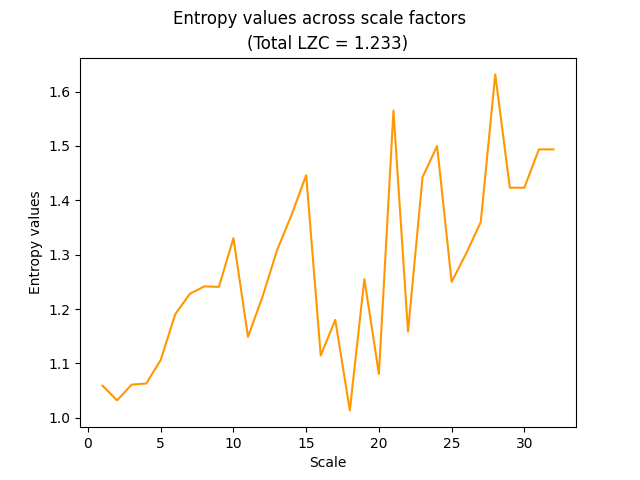 Entropy values across scale factors
(Total LZC = 1.233)
Entropy values
1.6
1.5
1.4
1.3
1.2
1.1
1.0
0 5 10 15 20 25 30
Scale